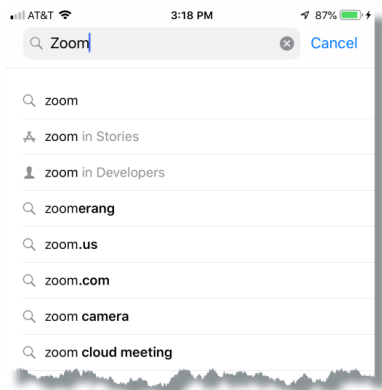 AT&T 3:18 PM 87%
Zoom Cancel
zoom
zoom in Stories
zoom in Developers
zoomerang
zoom.us
zoom.com
zoom camera
zoom cloud meeting